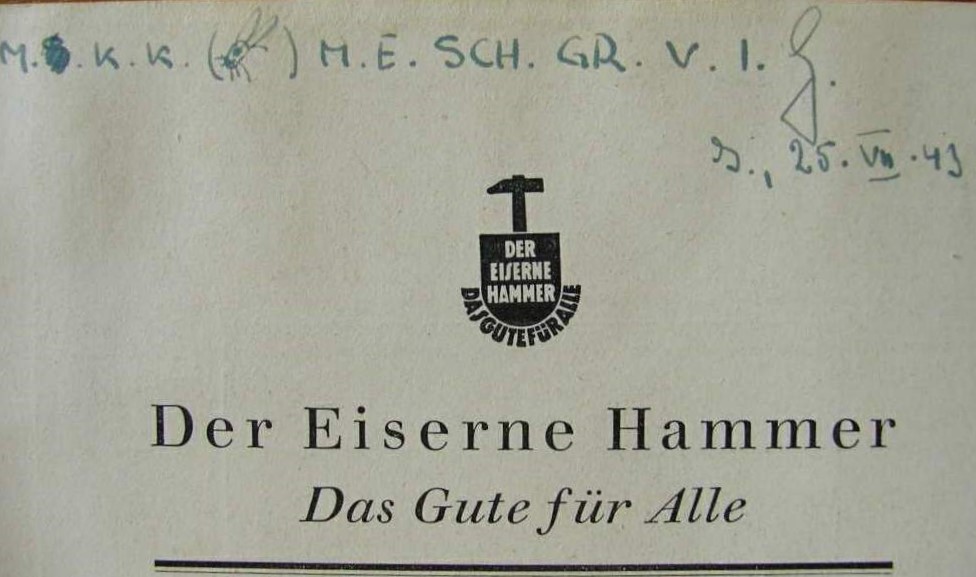 M. S. K. K. ( ) M. E. SCH. GR. V. I.
25. VII. 43
DER
EISERNE
HAMMER
DAS GUTE FÜR ALLE
Der Eiserne Hammer
Das Gute für Alle